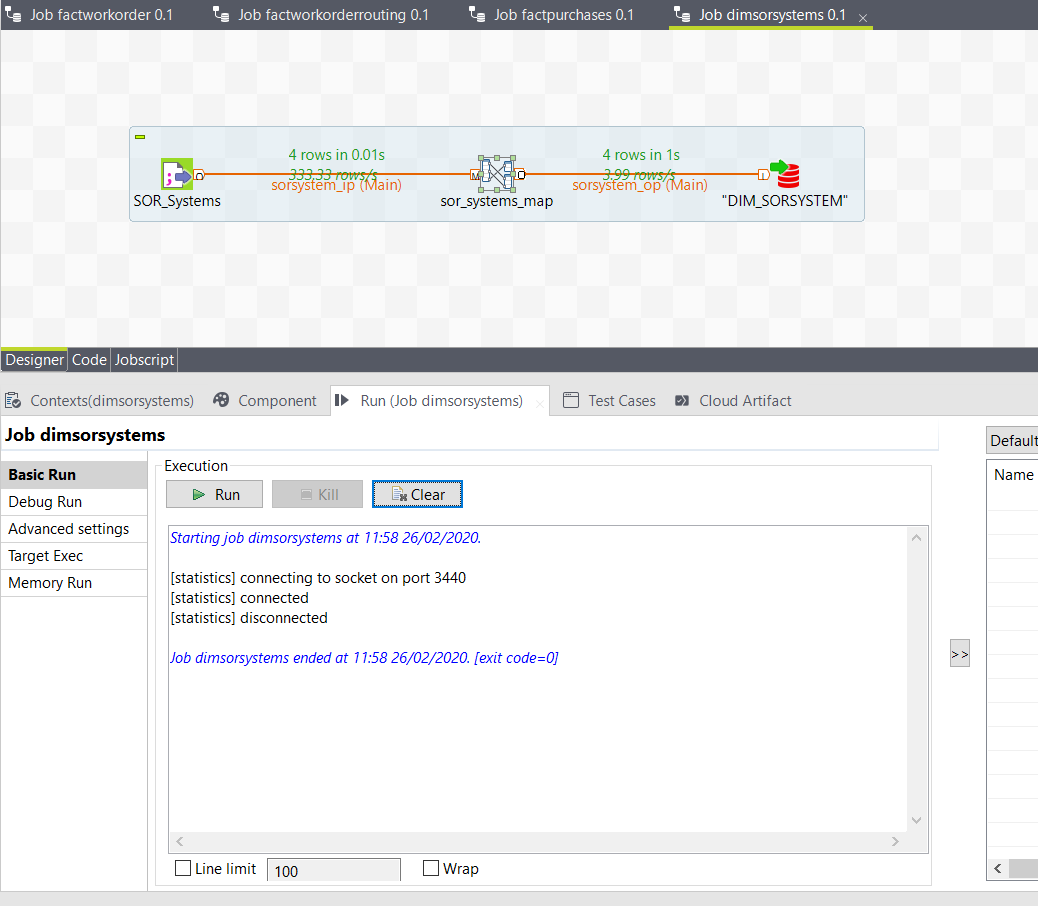 Job factworkorder 0.1
Job factworkorderrouting 0.1
Job factpurchases 0.1
Job dimsorsystems 0.1
4 rows in 0.01s
333.33 rows/s
sorsystem_ip (Main)
4 rows in 1s
3.99 rows/s
sorsystem_op (Main)
SOR_Systems
sor_systems_map
"DIM_SORSYSTEM"
Designer
Code
Jobscript
Contexts(dimsorsystems)
Component
Run (Job dimsorsystems)
Test Cases
Cloud Artifact
Job dimsorsystems
Default
Basic Run
Debug Run
Advanced settings
Target Exec
Memory Run
Execution
Run
Kill
Clear
Name
Starting job dimsorsystems at 11:58 26/02/2020.
[statistics] connecting to socket on port 3440
[statistics] connected
[statistics] disconnected
Job dimsorsystems ended at 11:58 26/02/2020. [exit code=0]
>>
Line limit
100
Wrap